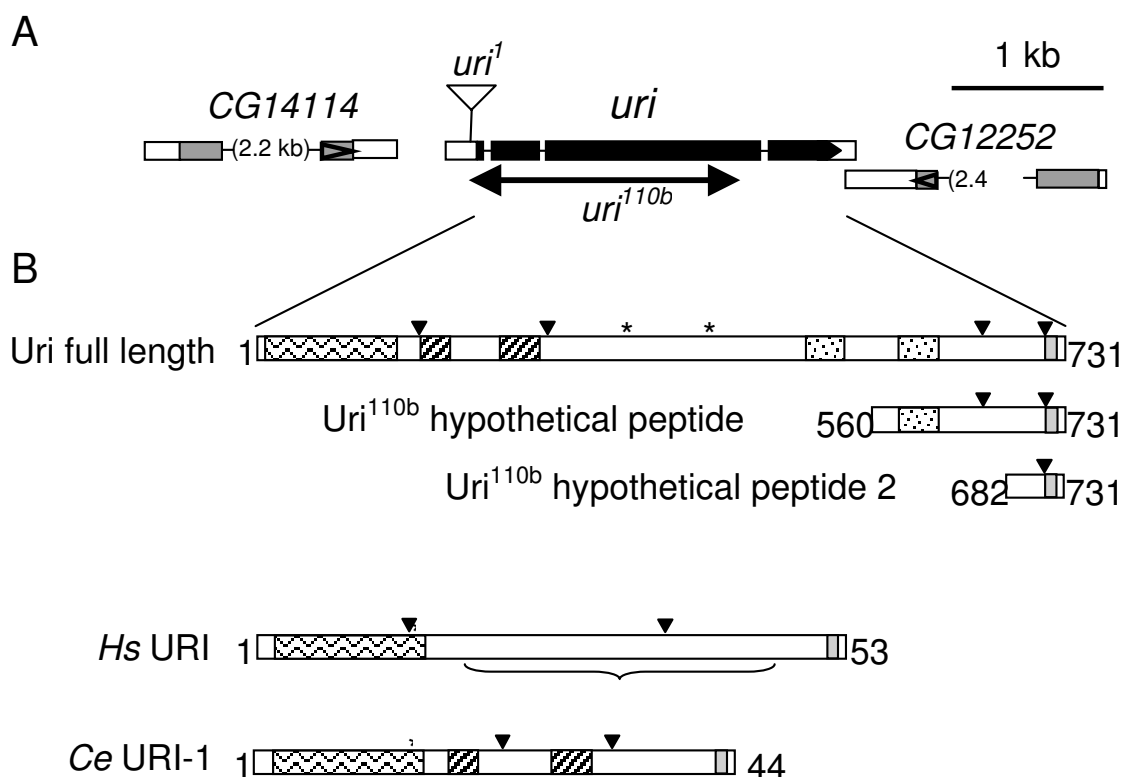 A
uri1
1 kb
CG14114
uri
CG12252
(2.2 kb)
(2.4
uri110b
B
* *
Uri full length 1 731
Uri110b hypothetical peptide 560 731
Uri110b hypothetical peptide 2 682 731
Hs URI 1 53
Ce URI-1 1 44